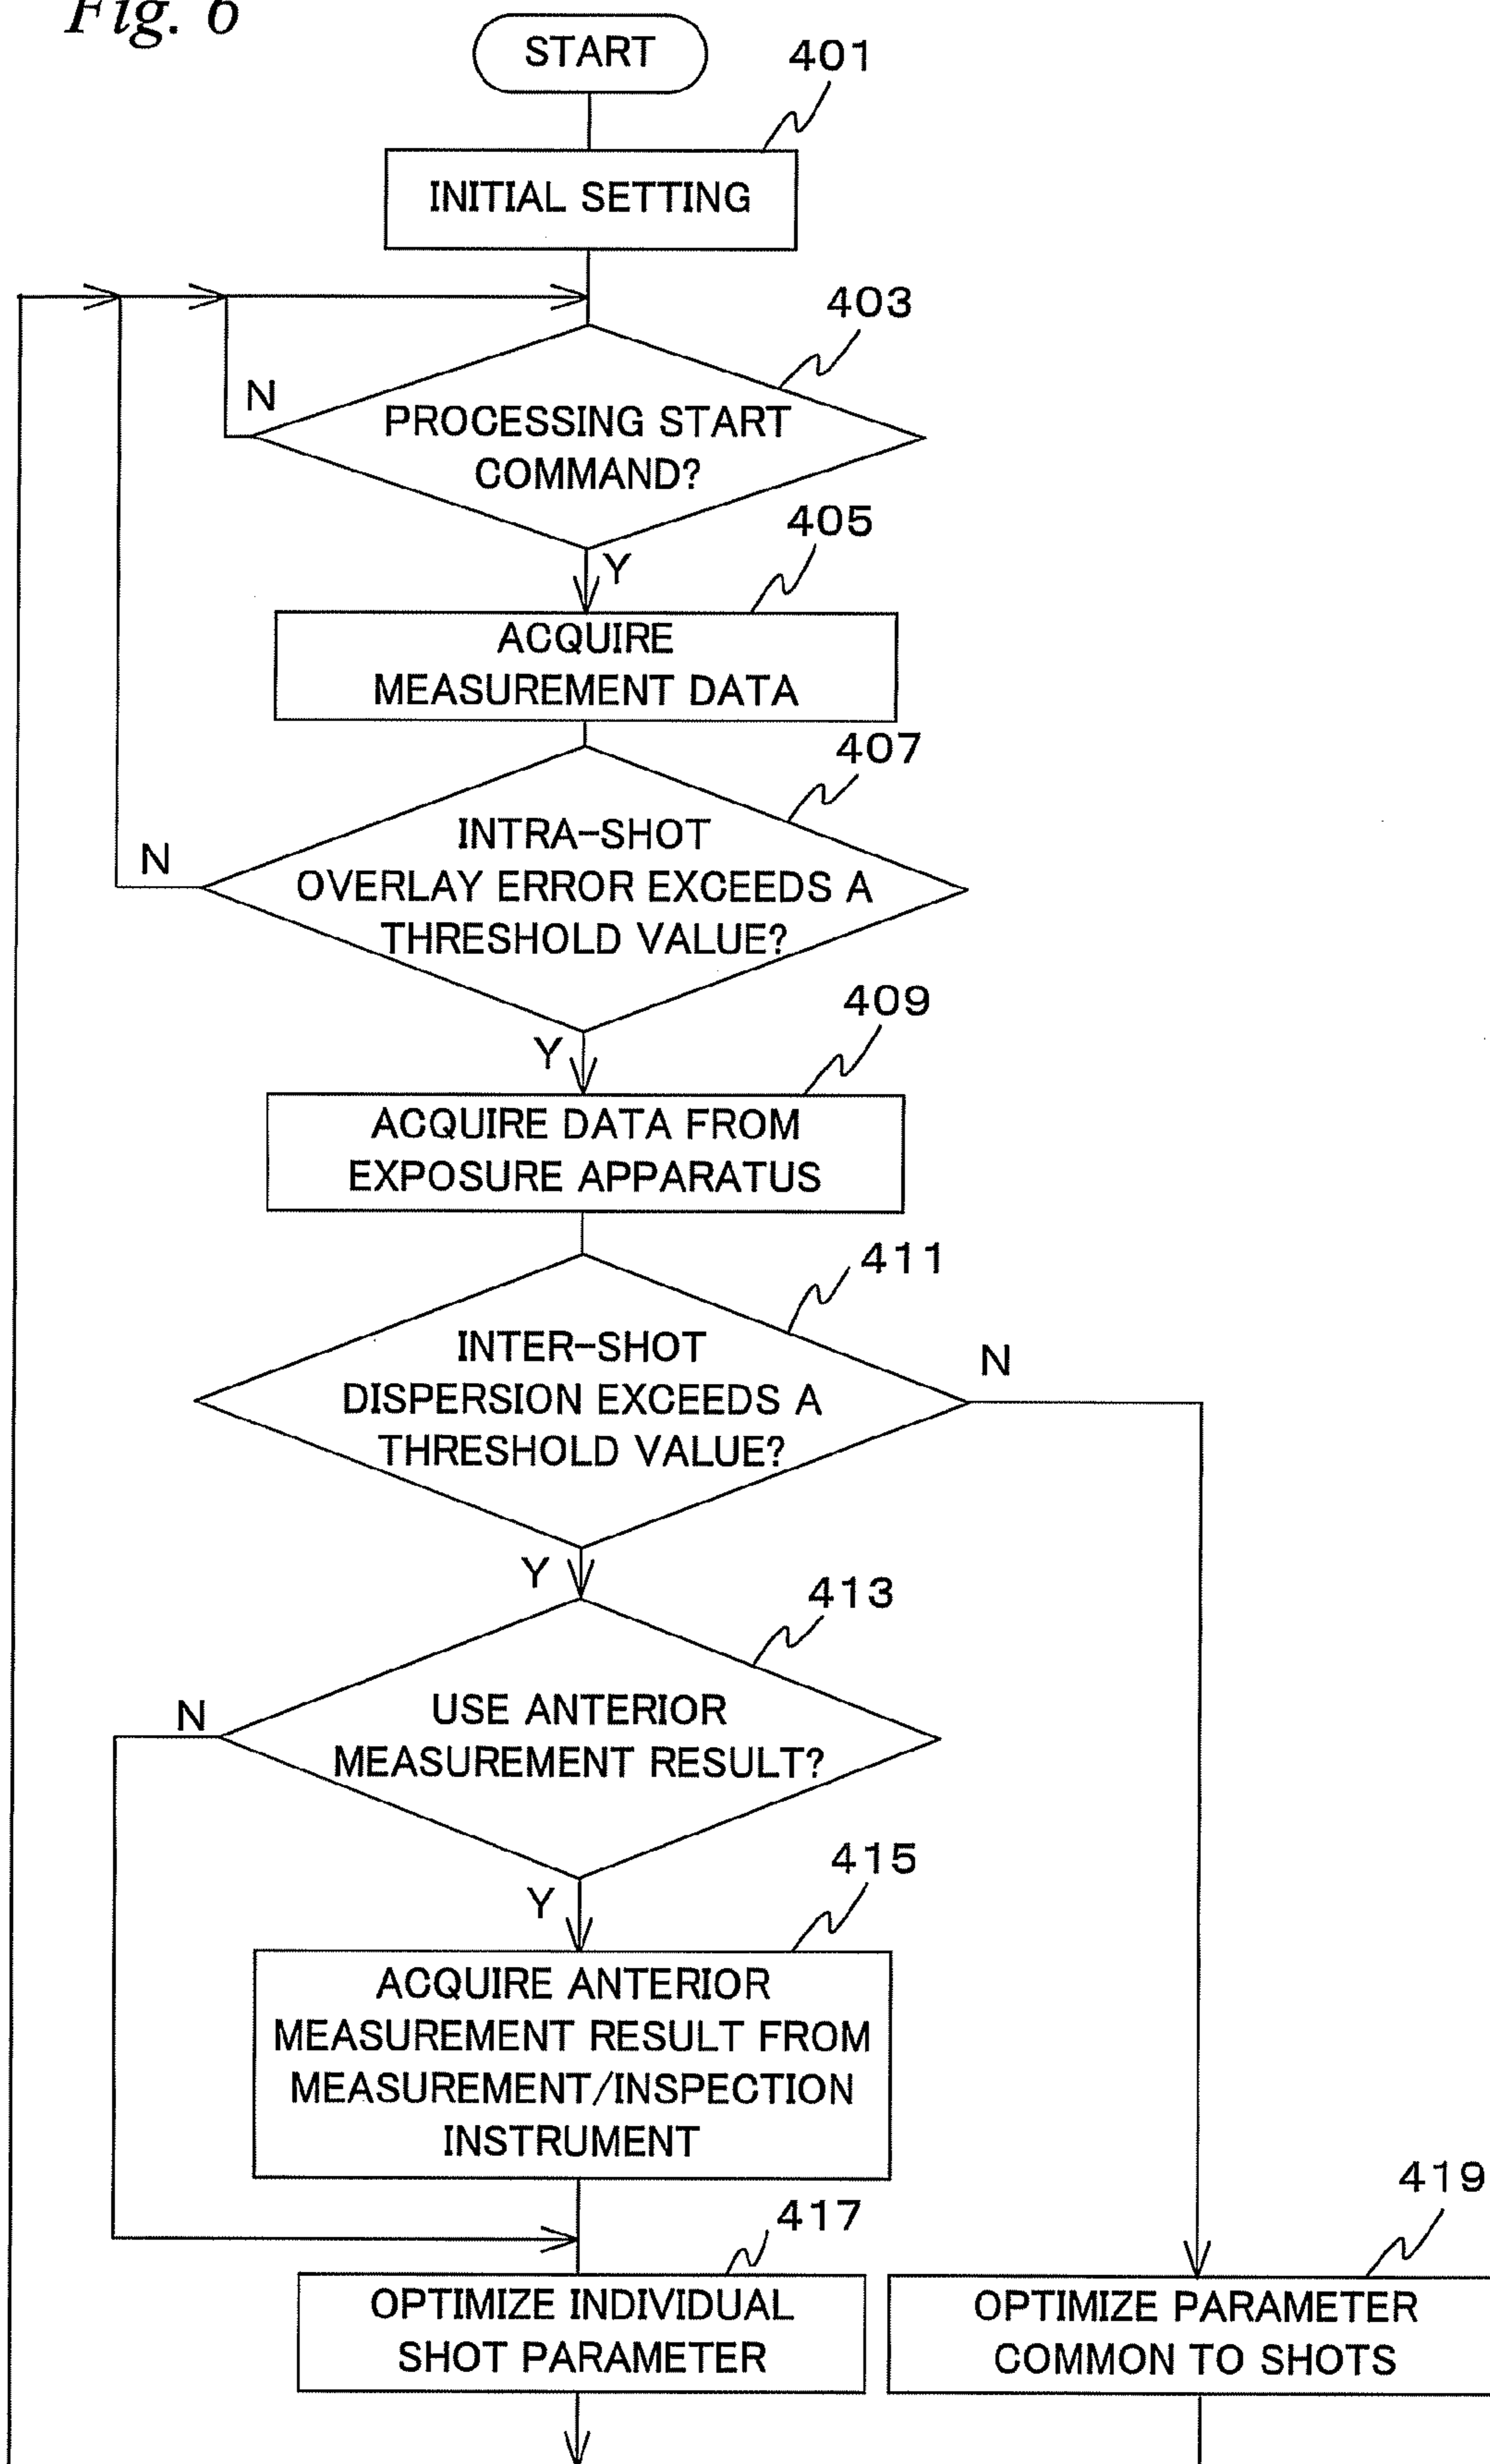 Fig. 6
START
401
INITIAL SETTING
403
N
PROCESSING START
COMMAND?
405
Y
ACQUIRE
MEASUREMENT DATA
407
INTRA-SHOT
N
OVERLAY ERROR EXCEEDS A
THRESHOLD VALUE?
409
Y
ACQUIRE DATA FROM
EXPOSURE APPARATUS
411
INTER-SHOT
N
DISPERSION EXCEEDS A
THRESHOLD VALUE?
Y
413
N
USE ANTERIOR
MEASUREMENT RESULT?
415
Y
ACQUIRE ANTERIOR
MEASUREMENT RESULT FROM
MEASUREMENT/INSPECTION
INSTRUMENT
417
419
OPTIMIZE INDIVIDUAL
SHOT PARAMETER
OPTIMIZE PARAMETER
COMMON TO SHOTS